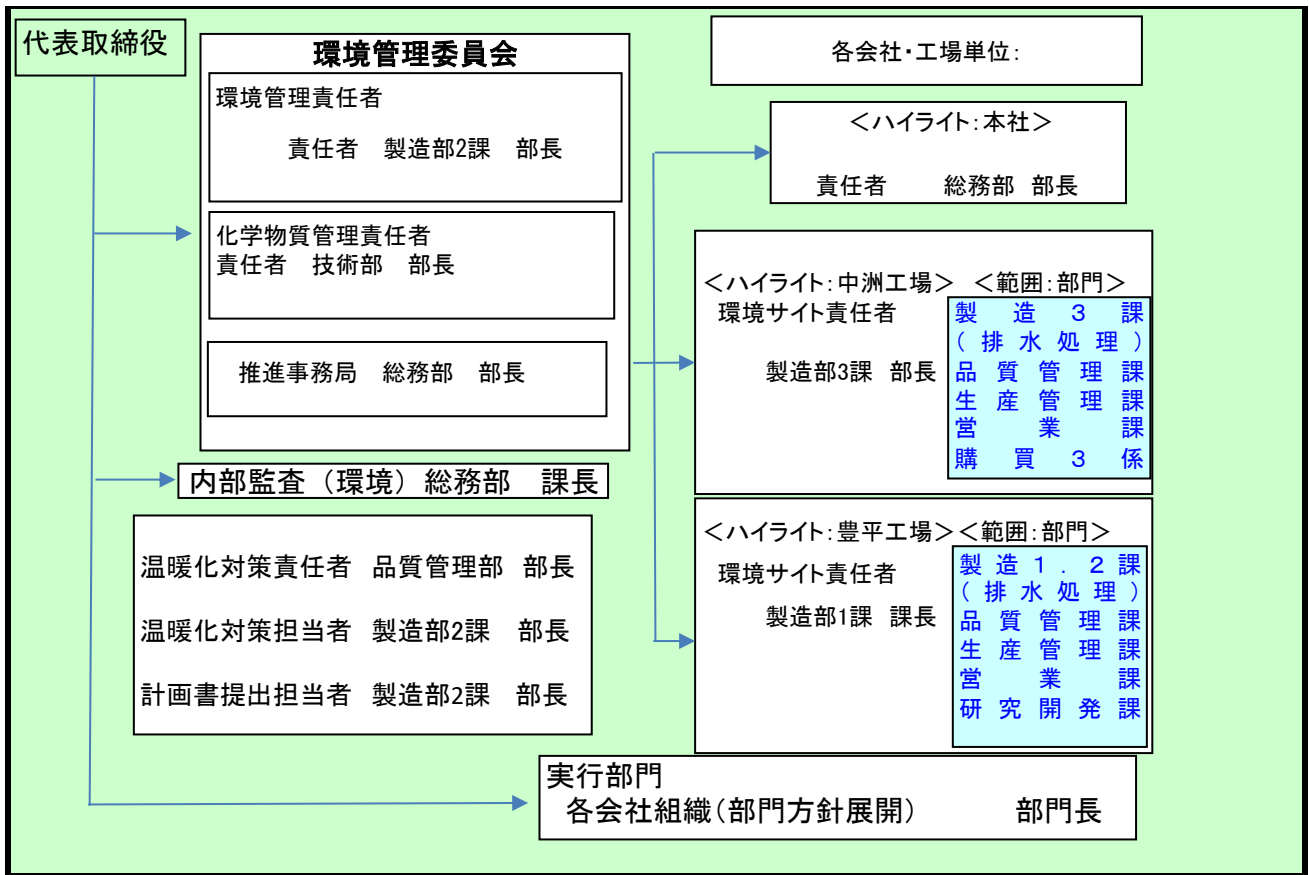 代表取締役
環境管理委員会
環境管理責任者
責任者 製造部2課 部長
化学物質管理責任者
責任者 技術部 部長
推進事務局 総務部 部長
内部監査(環境)総務部 課長
温暖化対策責任者 品質管理部 部長
温暖化対策担当者 製造部2課 部長
計画書提出担当者 製造部2課 部長
各会社・工場単位:
<ハイライト:本社>
責任者 総務部 部長
<ハイライト:中洲工場> <範囲:部門>
環境サイト責任者
製造部3課 部長
製造3課
(排水処理)
品質管理課
生産管理課
営業課
購買3係
<ハイライト:豊平工場><範囲:部門>
環境サイト責任者
製造部1課 課長
製造1.2課
(排水処理)
品質管理課
生産管理課
営業課
研究開発課
実行部門
各会社組織(部門方針展開) 部門長